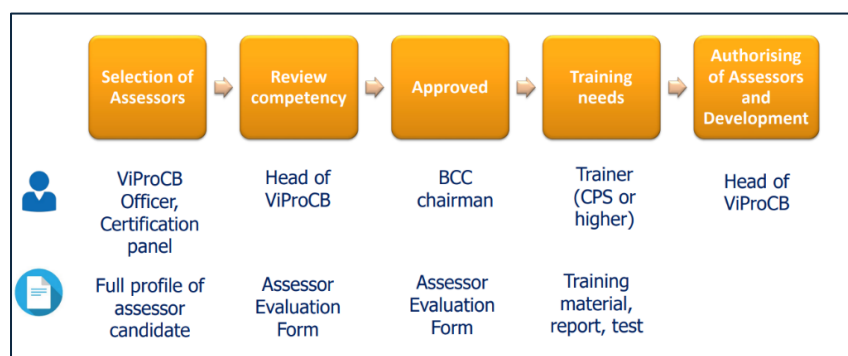 Selection of
Assessors
Review
competency
Approved
Training
needs
Authorising
of Assessors
and
Development
ViProCB
Officer,
Certification
panel
Head of
ViProCB
BCC
chairman
Trainer
(CPS or
higher)
Head of
ViProCB
Full profile of
assessor
candidate
Assessor
Evaluation
Form
Assessor
Evaluation
Form
Training
material,
report, test